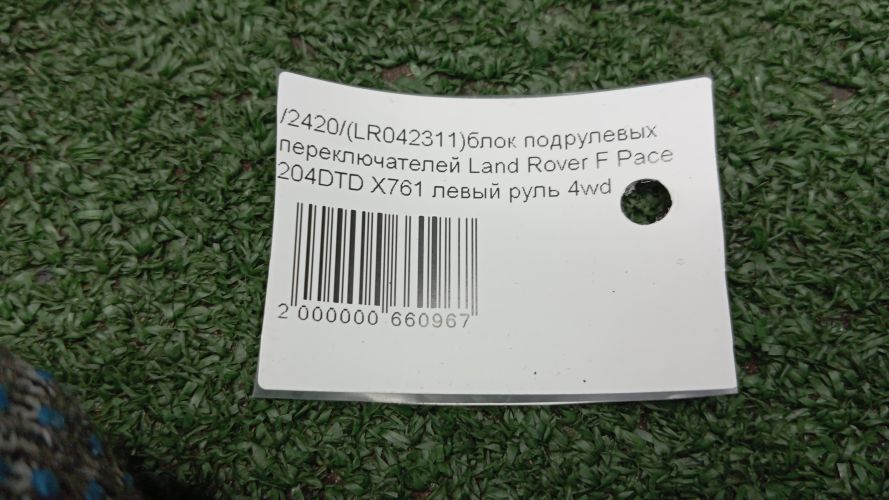 /2420/(LR042311)блок подрулевых
переключателей Land Rover F Pace
204DTD X761 левый руль 4wd
2 000000 660967